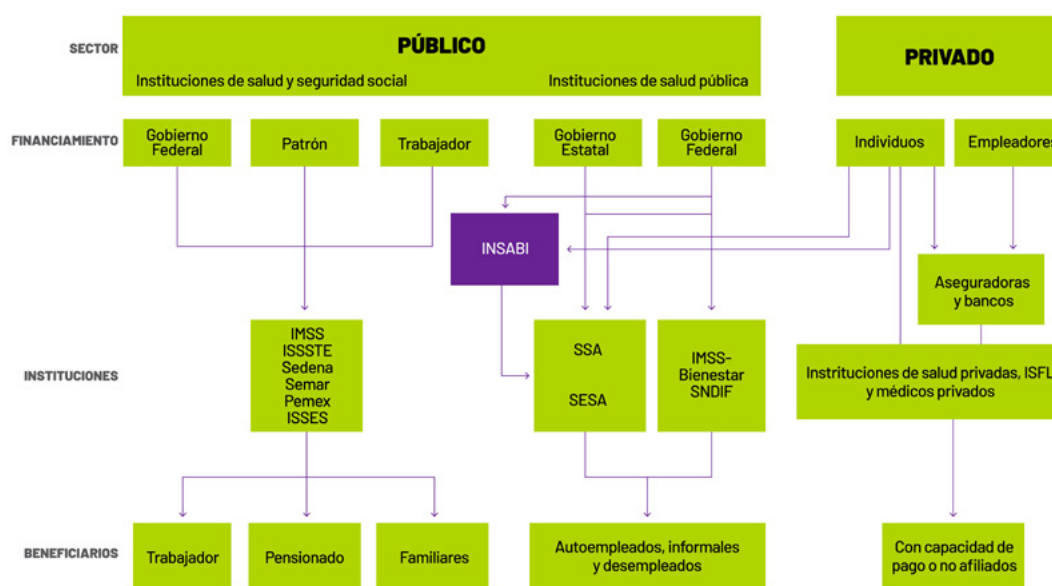 SECTOR
PÚBLICO
Instituciones de salud y seguridad social
Instituciones de salud pública
PRIVADO
FINANCIAMIENTO
Gobierno
Federal
Patrón
Trabajador
Gobierno
Estatal
Gobierno
Federal
Individuos
Empleadores
INSABI
Aseguradoras
y bancos
INSTITUCIONES
IMSS
ISSSTE
Sedena
Semar
Pemex
ISSES
SSA
SESA
IMSS-
Bienestar
SNDIF
Instrituciones de salud privadas, ISFL
y médicos privados
BENEFICIARIOS
Trabajador
Pensionado
Familiares
Autoempleados, informales
y desempleados
Con capacidad de
pago o no afiliados